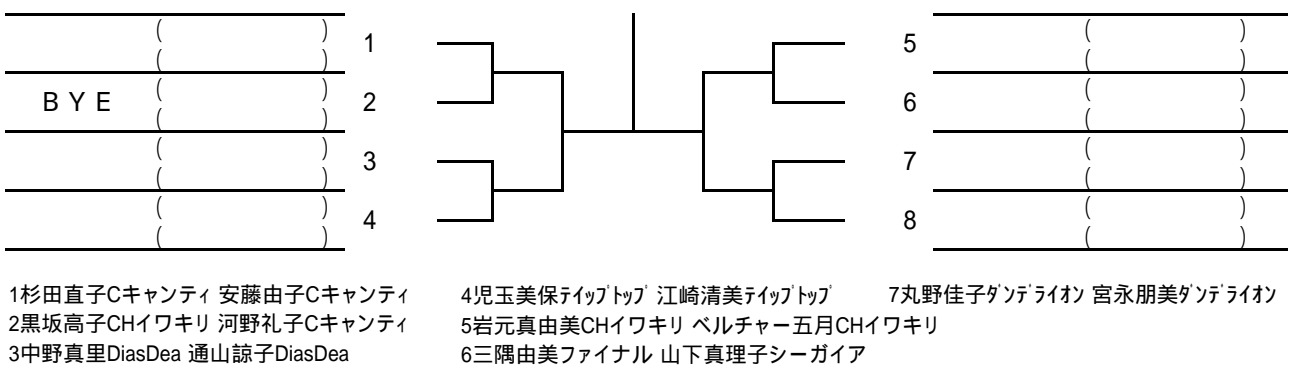 ( ) 1 5 ( )
( ) ( )
BYE ( ) 2 6 ( )
( ) ( )
( ) 3 7 ( )
( ) ( )
( ) 4 8 ( )
( ) ( )
1杉田直子Cキャンティ 安藤由子Cキャンティ
2黒坂高子CHイワキリ 河野礼子Cキャンティ
3中野真里DiasDea 通山諒子DiasDea
4児玉美保ﾃｲｯﾌﾟﾄｯﾌﾟ 江崎清美ﾃｲｯﾌﾟﾄｯﾌﾟ
5岩元真由美CHイワキリ ベルチャー五月CHイワキリ
6三隅由美ファイナル 山下真理子シーガイア
7丸野佳子ﾀﾞﾝﾃﾞﾗｲｵﾝ 宮永朋美ﾀﾞﾝﾃﾞﾗｲｵﾝ